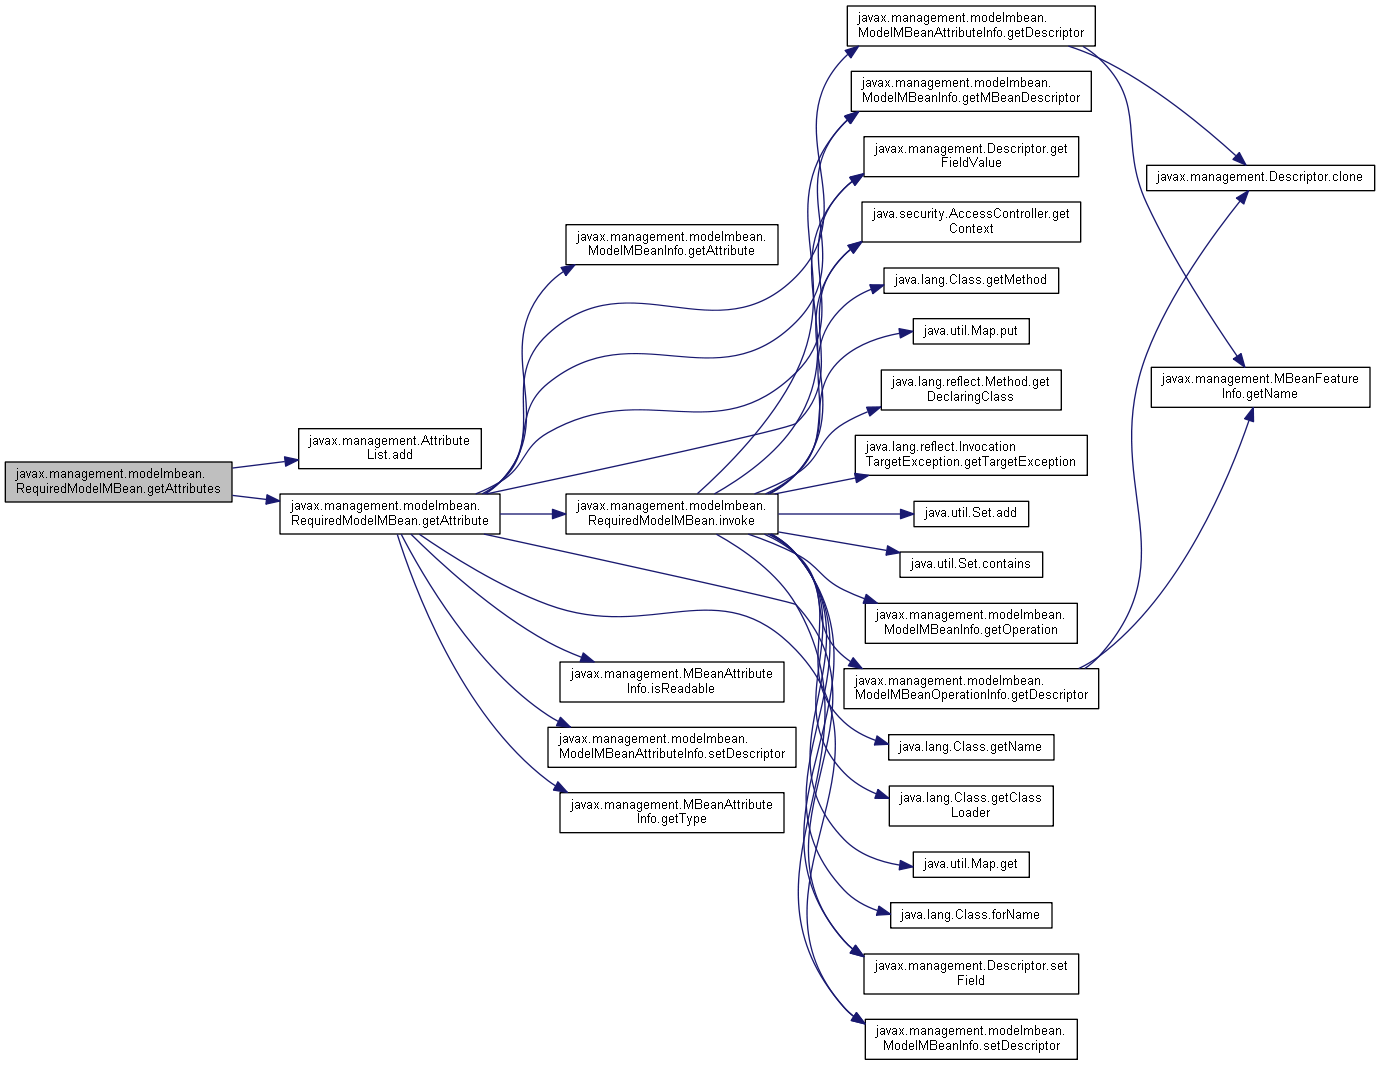 javax.management.modelmbean.
RequiredModelMBean.getAttributes
javax.management.Attribute
List.add
javax.management.modelmbean.
RequiredModelMBean.getAttribute
javax.management.modelmbean.
ModelMBeanInfo.getAttribute
javax.management.modelmbean.
RequiredModelMBean.invoke
javax.management.MBeanAttribute
Info.isReadable
javax.management.modelmbean.
ModelMBeanAttributeInfo.setDescriptor
javax.management.MBeanAttribute
Info.getType
javax.management.modelmbean.
ModelMBeanAttributeInfo.getDescriptor
javax.management.modelmbean.
ModelMBeanInfo.getMBeanDescriptor
javax.management.Descriptor.get
FieldValue
java.security.AccessController.get
Context
java.lang.Class.getMethod
java.util.Map.put
java.lang.reflect.Method.get
DeclaringClass
java.lang.reflect.Invocation
TargetException.getTargetException
java.util.Set.add
java.util.Set.contains
javax.management.modelmbean.
ModelMBeanInfo.getOperation
javax.management.modelmbean.
ModelMBeanOperationInfo.getDescriptor
java.lang.Class.getName
java.lang.Class.getClass
Loader
java.util.Map.get
java.lang.Class.forName
javax.management.Descriptor.set
Field
javax.management.modelmbean.
ModelMBeanInfo.setDescriptor
javax.management.Descriptor.clone
javax.management.MBeanFeature
Info.getName